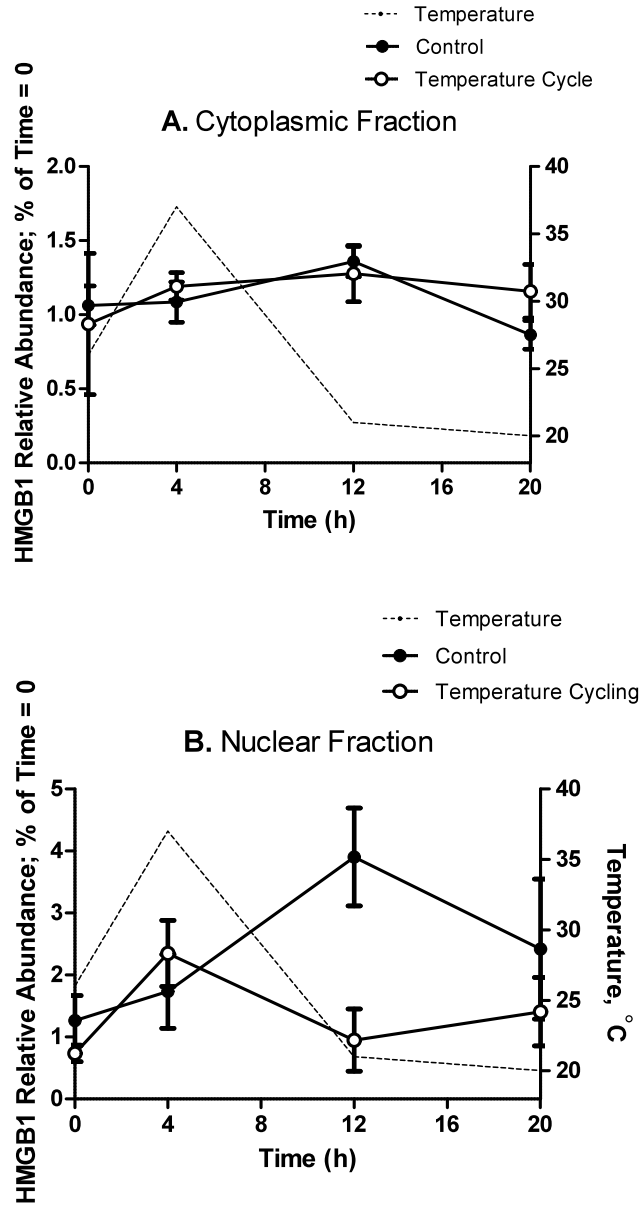 Temperature
Control
Temperature Cycle
A. Cytoplasmic Fraction
HMGB1 Relative Abundance; % of Time = 0
2.0
1.5
1.0
0.5
0.0
40
35
30
25
20
0 4 8 12 16 20
Time (h)
Temperature
Control
Temperature Cycling
B. Nuclear Fraction
HMGB1 Relative Abundance; % of Time = 0
5
4
3
2
1
0
40
35
30
25
20
Temperature, °C
0 4 8 12 16 20
Time (h)